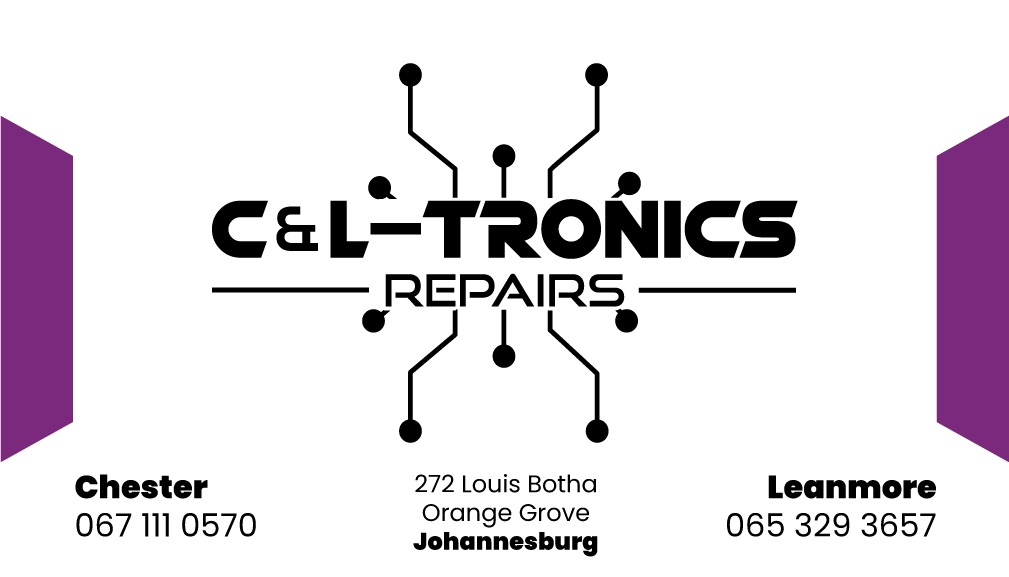 C & L-TRONICS
REPAIRS
Chester
067 111 0570
272 Louis Botha
Orange Grove
Johannesburg
Leanmore
065 329 3657